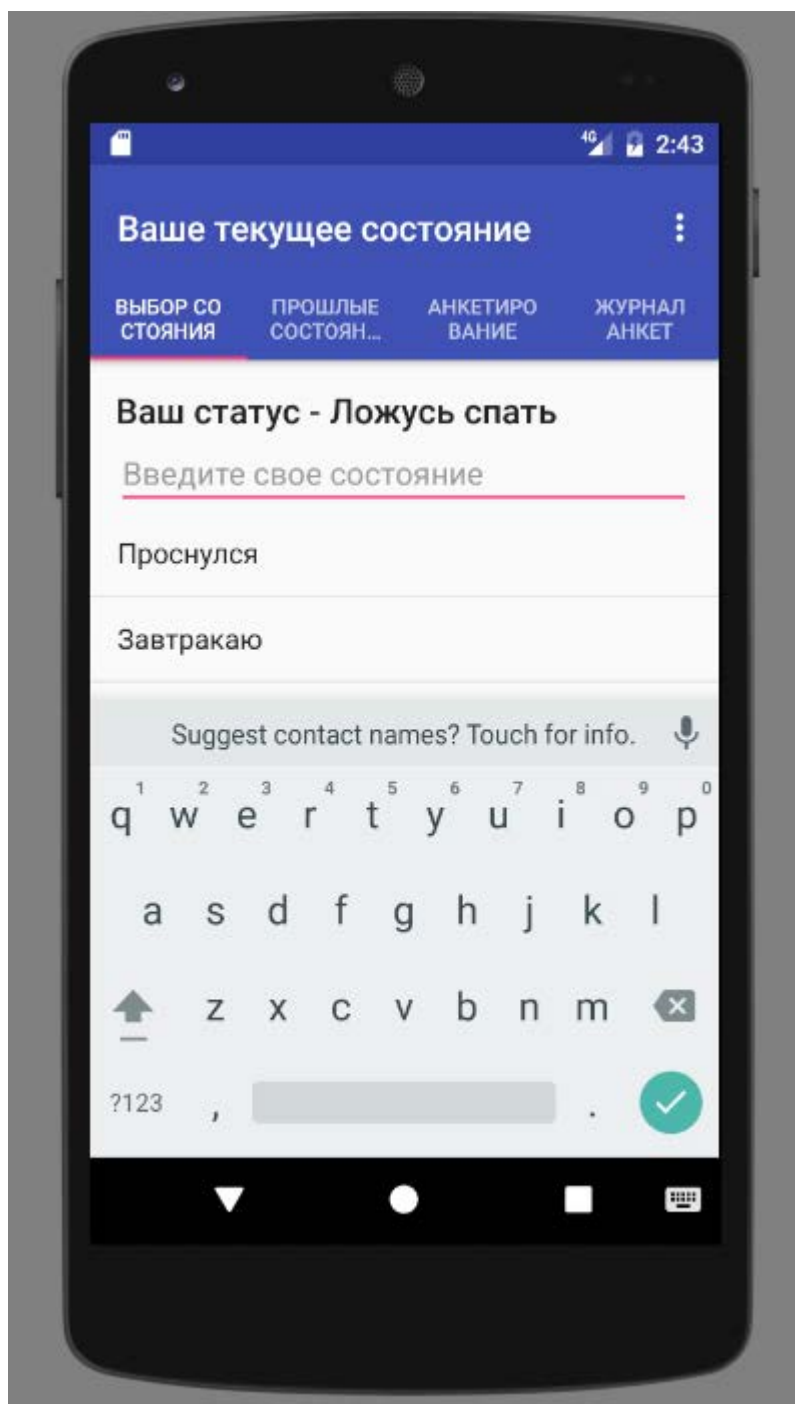 4G 2:43
Ваше текущее состояние
ВЫБОР СО
СТОЯНИЯ
ПРОШЛЫЕ
СОСТОЯН...
АНКЕТИРО
ВАНИЕ
ЖУРНАЛ
АНКЕТ
Ваш статус - Ложусь спать
Введите свое состояние
Проснулся
Завтракаю
Suggest contact names? Touch for info.
1 2 3 4 5 6 7 8 9 0
q w e r t y u i o p
a s d f g h j k l
z x c v b n m
?123 , .